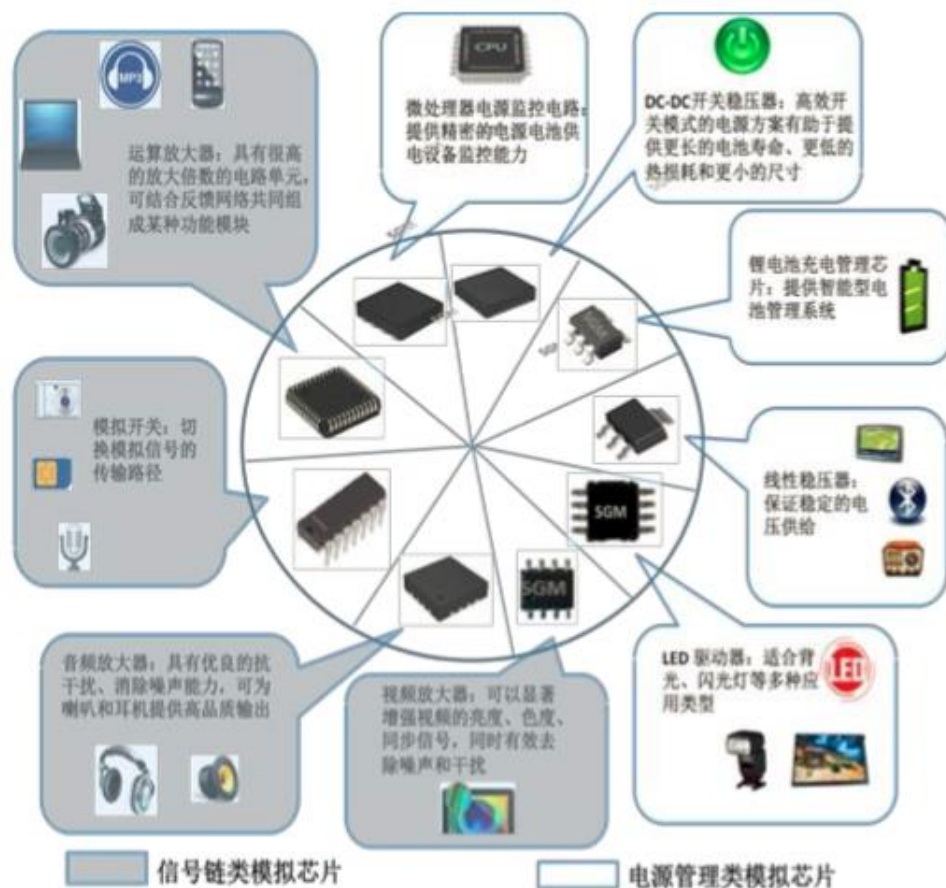 MP3
运算放大器：具有很高
的放大倍数的电路单元，
可结合反馈网络共同组
成某种功能模块
CPU
微处理器电源监控电路：
提供精密的电源电池供
电设备监控能力
DC-DC开关稳压器：高效开
关模式的电源方案有助于提
供更长的电池寿命、更低的
热损耗和更小的尺寸
锂电池充电管理芯
片：提供智能型电
池管理系统
模拟开关：切
换模拟信号的
传输路径
线性稳压器：
保证稳定的电
压供给
SGM
SGM
音频放大器：具有优良的抗
干扰、消除噪声能力，可为
喇叭和耳机提供高品质输出
视频放大器：可以显著
增强视频的亮度、色度、
同步信号，同时有效去
除噪声和干扰
LED 驱动器：适合背
光、闪光灯等多种应
用类型
LED
信号链类模拟芯片
电源管理类模拟芯片